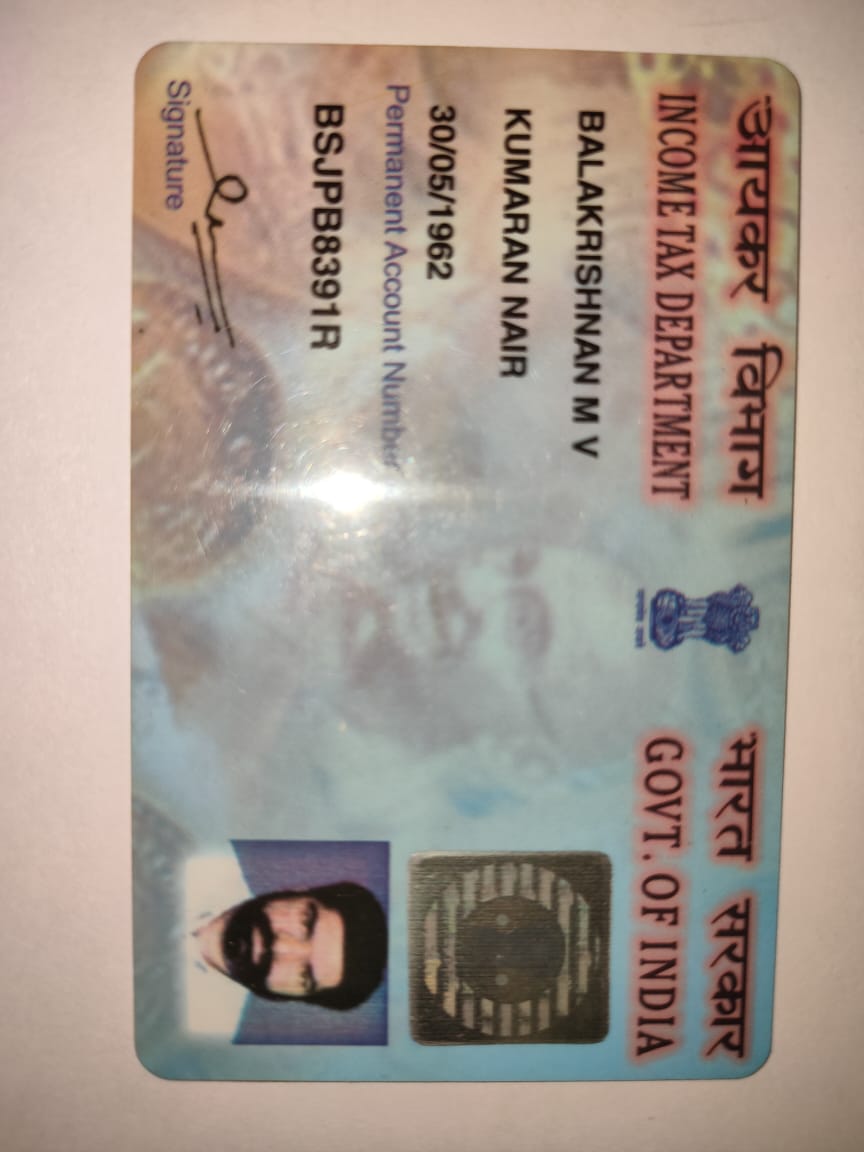 आयकर विभाग
INCOME TAX DEPARTMENT
भारत सरकार
GOVT. OF INDIA
BALAKRISHNAN M V
KUMARAN NAIR
30/05/1962
Permanent Account Number
BSJPB8391R
Signature